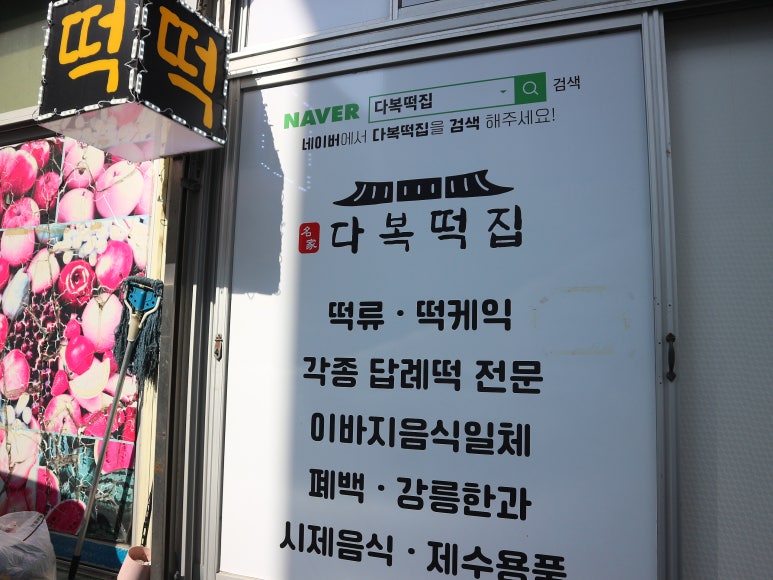 떡 떡
NAVER 다복떡집 검색
네이버에서 다복떡집을 검색 해주세요!
名家 다복떡집
떡류 · 떡케익
각종 답례떡 전문
이바지음식일체
폐백 · 강릉한과
시제음식 · 제수용품